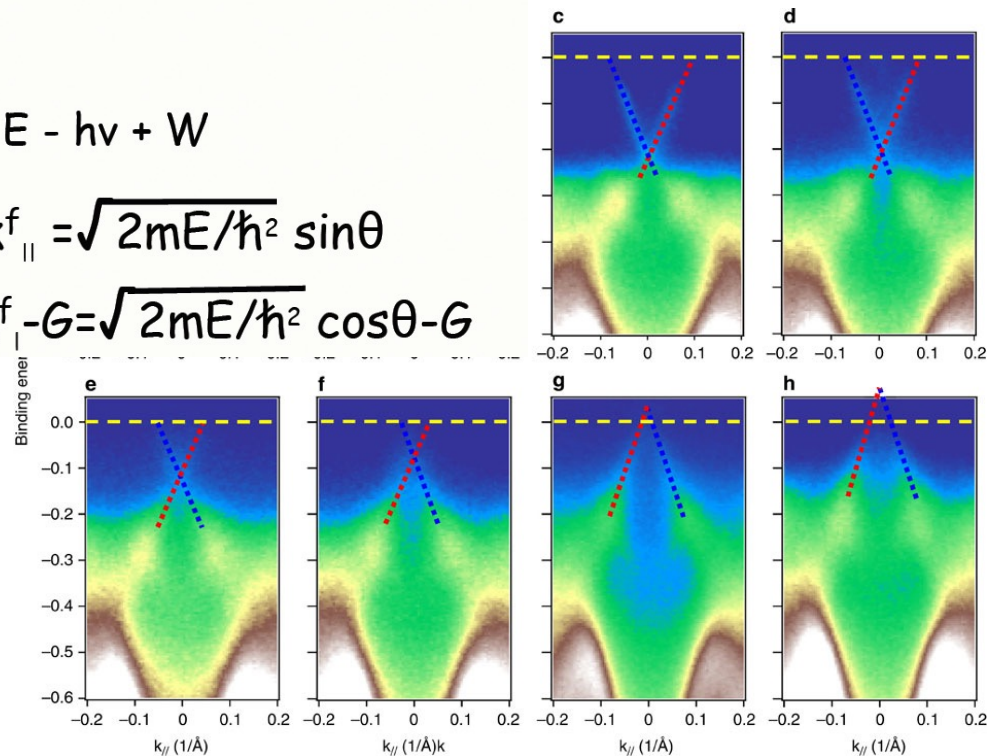 E - hν + W
f
|| = √2mE/ħ² sinθ
f
-G=√2mE/ħ² cosθ-G
c
d
−0.2 −0.1 0 0.1 0.2
−0.2 −0.1 0 0.1 0.2
e
f
g
h
Binding ener
0.0
−0.1
−0.2
−0.3
−0.4
−0.5
−0.6
−0.2 −0.1 0 0.1 0.2
−0.2 −0.1 0 0.1 0.2
−0.2 −0.1 0 0.1 0.2
−0.2 −0.1 0 0.1 0.2
k// (1/Å)
k// (1/Å)k
k// (1/Å)
k// (1/Å)